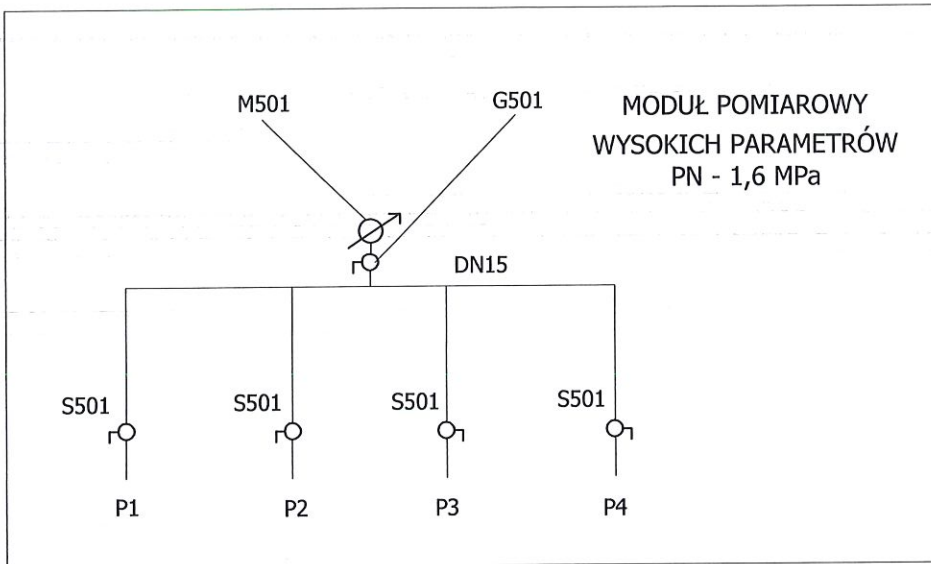 M501
G501
MODUŁ POMIAROWY
WYSOKICH PARAMETRÓW
PN - 1,6 MPa
DN15
S501
S501
S501
S501
P1
P2
P3
P4